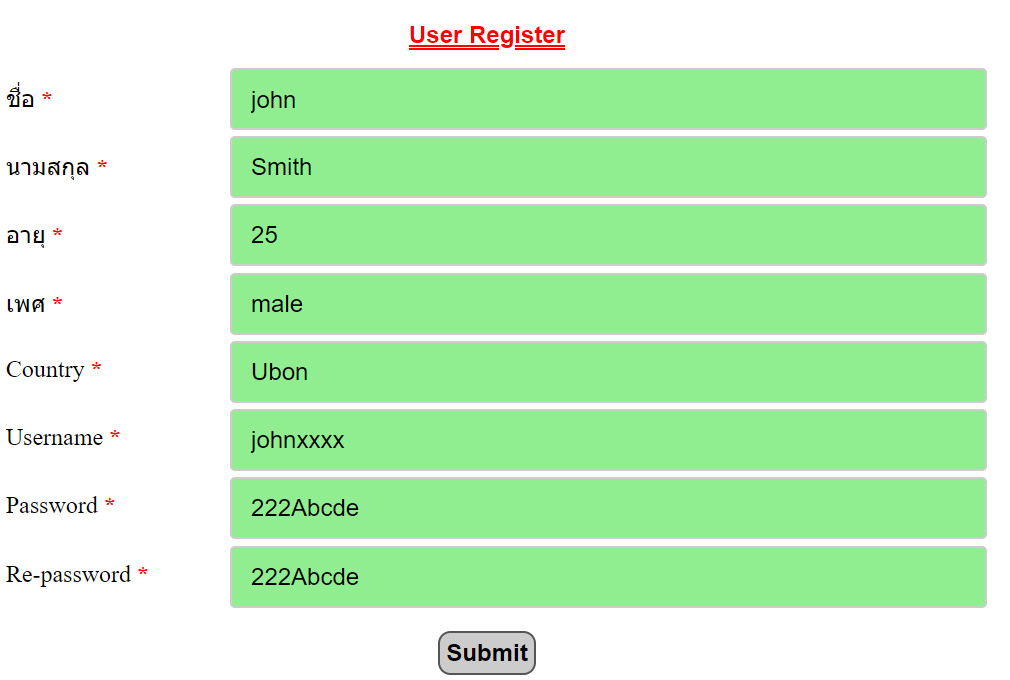 User Register
ชื่อ * john
นามสกุล * Smith
อายุ * 25
เพศ * male
Country * Ubon
Username * johnxxxx
Password * 222Abcde
Re-password * 222Abcde
Submit